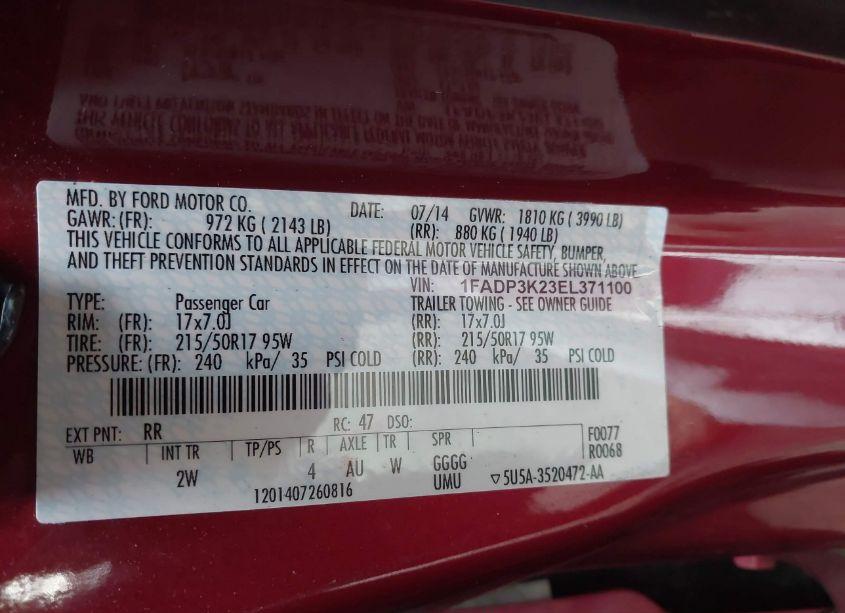 MFD. BY FORD MOTOR CO. DATE: 07/14 GVWR: 1810 KG ( 3990 LB)
GAWR: (FR): 972 KG ( 2143 LB) (RR): 880 KG ( 1940 LB)
THIS VEHICLE CONFORMS TO ALL APPLICABLE FEDERAL MOTOR VEHICLE SAFETY, BUMPER,
AND THEFT PREVENTION STANDARDS IN EFFECT ON THE DATE OF MANUFACTURE SHOWN ABOVE.
VIN: 1FADP3K23EL371100
TYPE: Passenger Car TRAILER TOWING - SEE OWNER GUIDE
RIM: (FR): 17x7.0J (RR): 17x7.0J
TIRE: (FR): 215/50R17 95W (RR): 215/50R17 95W
PRESSURE: (FR): 240 kPa/ 35 PSI COLD (RR): 240 kPa/ 35 PSI COLD
EXT PNT: RR RC: 47 DSO: F0077
WB INT TR TP/PS R AXLE TR SPR R0068
2W 4 AU W GGGG
UMU ▽5U5A-3520472-AA
1201407260816